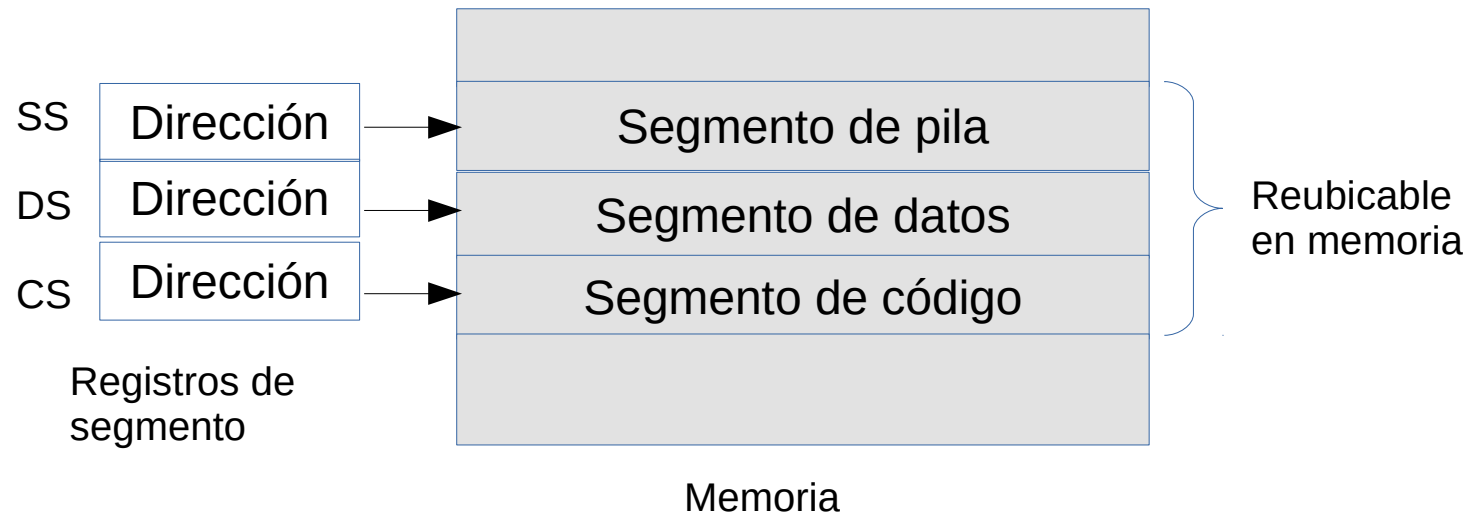 SS
Dirección
Segmento de pila
DS
Dirección
Segmento de datos
CS
Dirección
Segmento de código
Reubicable
en memoria
Registros de
segmento
Memoria